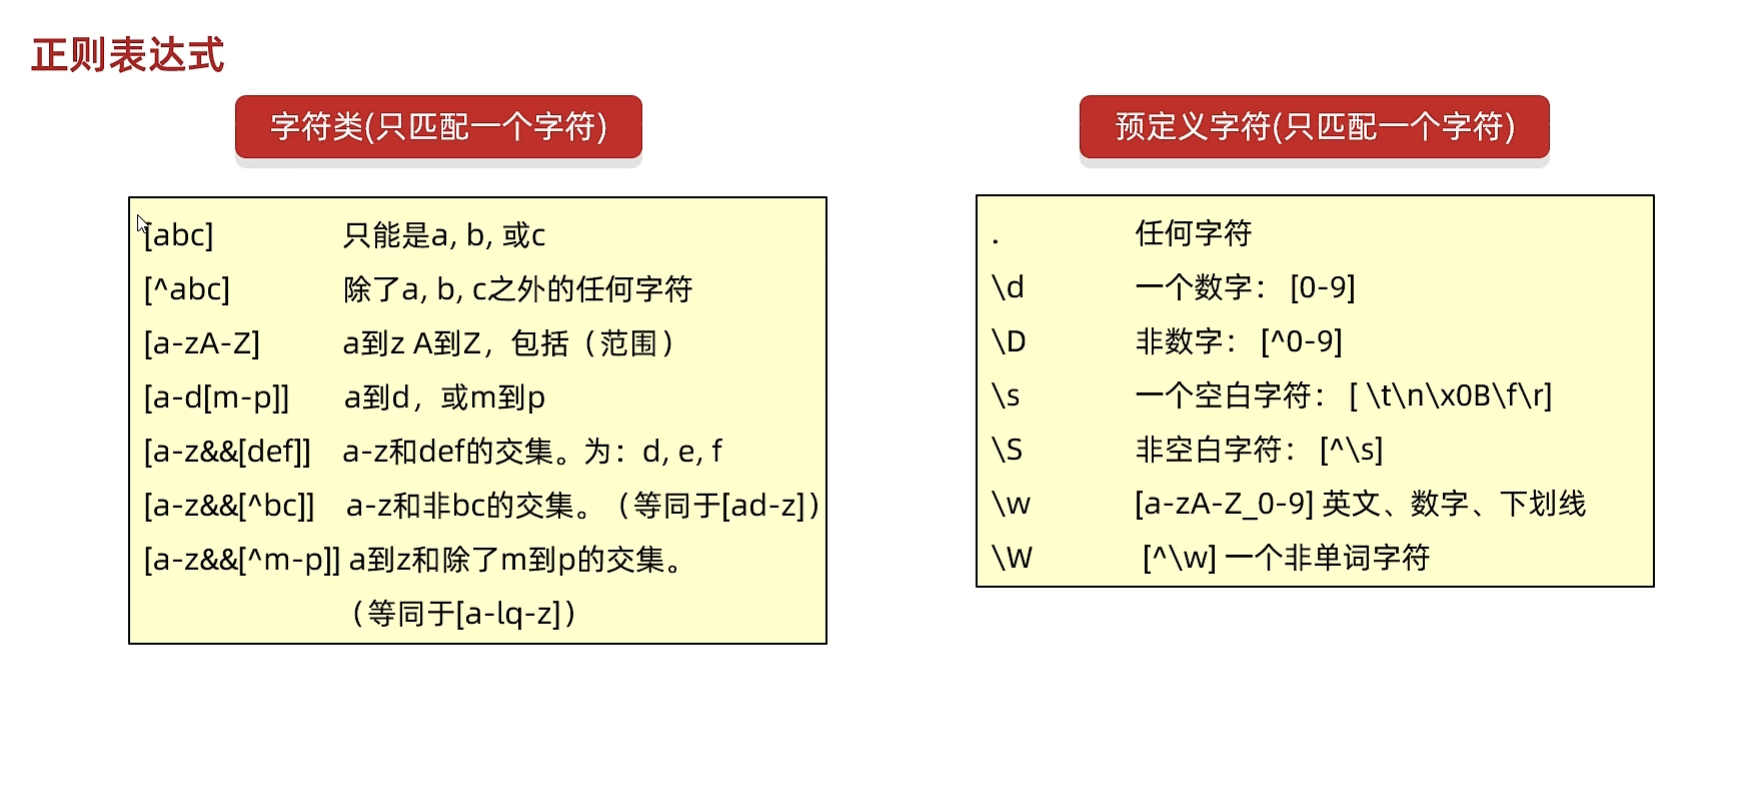 正则表达式
字符类(只匹配一个字符)
[abc] 只能是a, b, 或c
[^abc] 除了a, b, c之外的任何字符
[a-zA-Z] a到z A到Z，包括（范围）
[a-d[m-p]] a到d，或m到p
[a-z&&[def]] a-z和def的交集。为：d, e, f
[a-z&&[^bc]] a-z和非bc的交集。（等同于[ad-z]）
[a-z&&[^m-p]] a到z和除了m到p的交集。
（等同于[a-lq-z]）
预定义字符(只匹配一个字符)
. 任何字符
\d 一个数字： [0-9]
\D 非数字： [^0-9]
\s 一个空白字符： [ \t\n\x0B\f\r]
\S 非空白字符： [^\s]
\w [a-zA-Z_0-9] 英文、数字、下划线
\W [^\w] 一个非单词字符